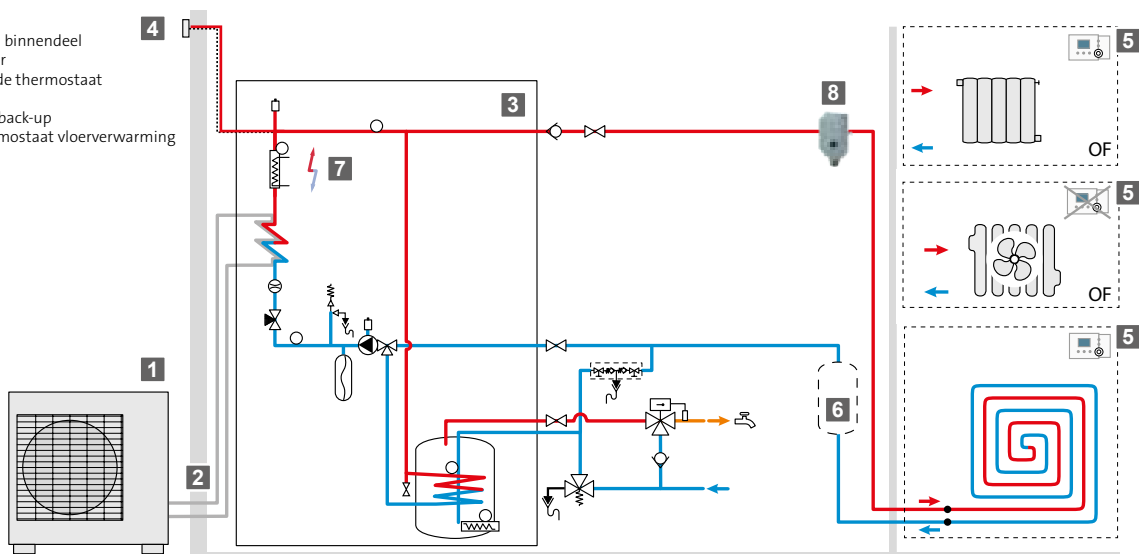 binnendeel
r
de thermostaat
back-up
mostaat vloerverwarming
4
3
5
8
7
OF
5
OF
1
5
6
2